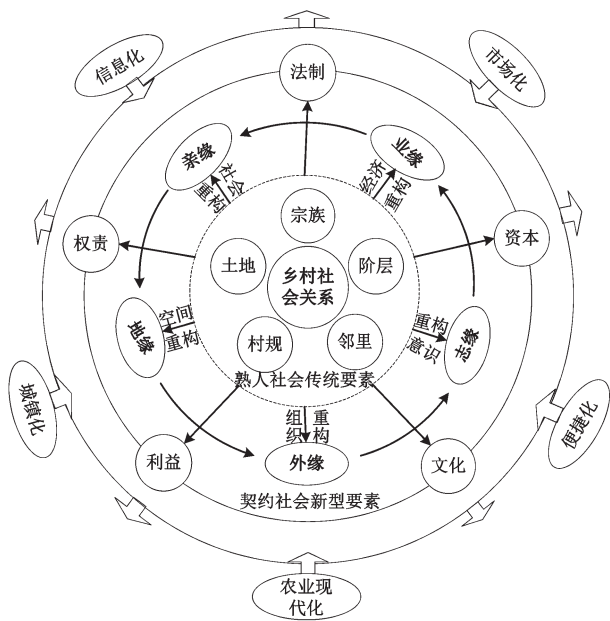 信息化
市场化
法制
亲缘
业缘
社会
重构
经济
重构
宗族
权责
资本
土地
阶层
乡村社
会关系
地缘
空间
重构
重构
意识
志缘
村规
邻里
熟人社会传统要素
城镇化
便捷化
组 重
织 构
利益
外缘
文化
契约社会新型要素
农业现
代化